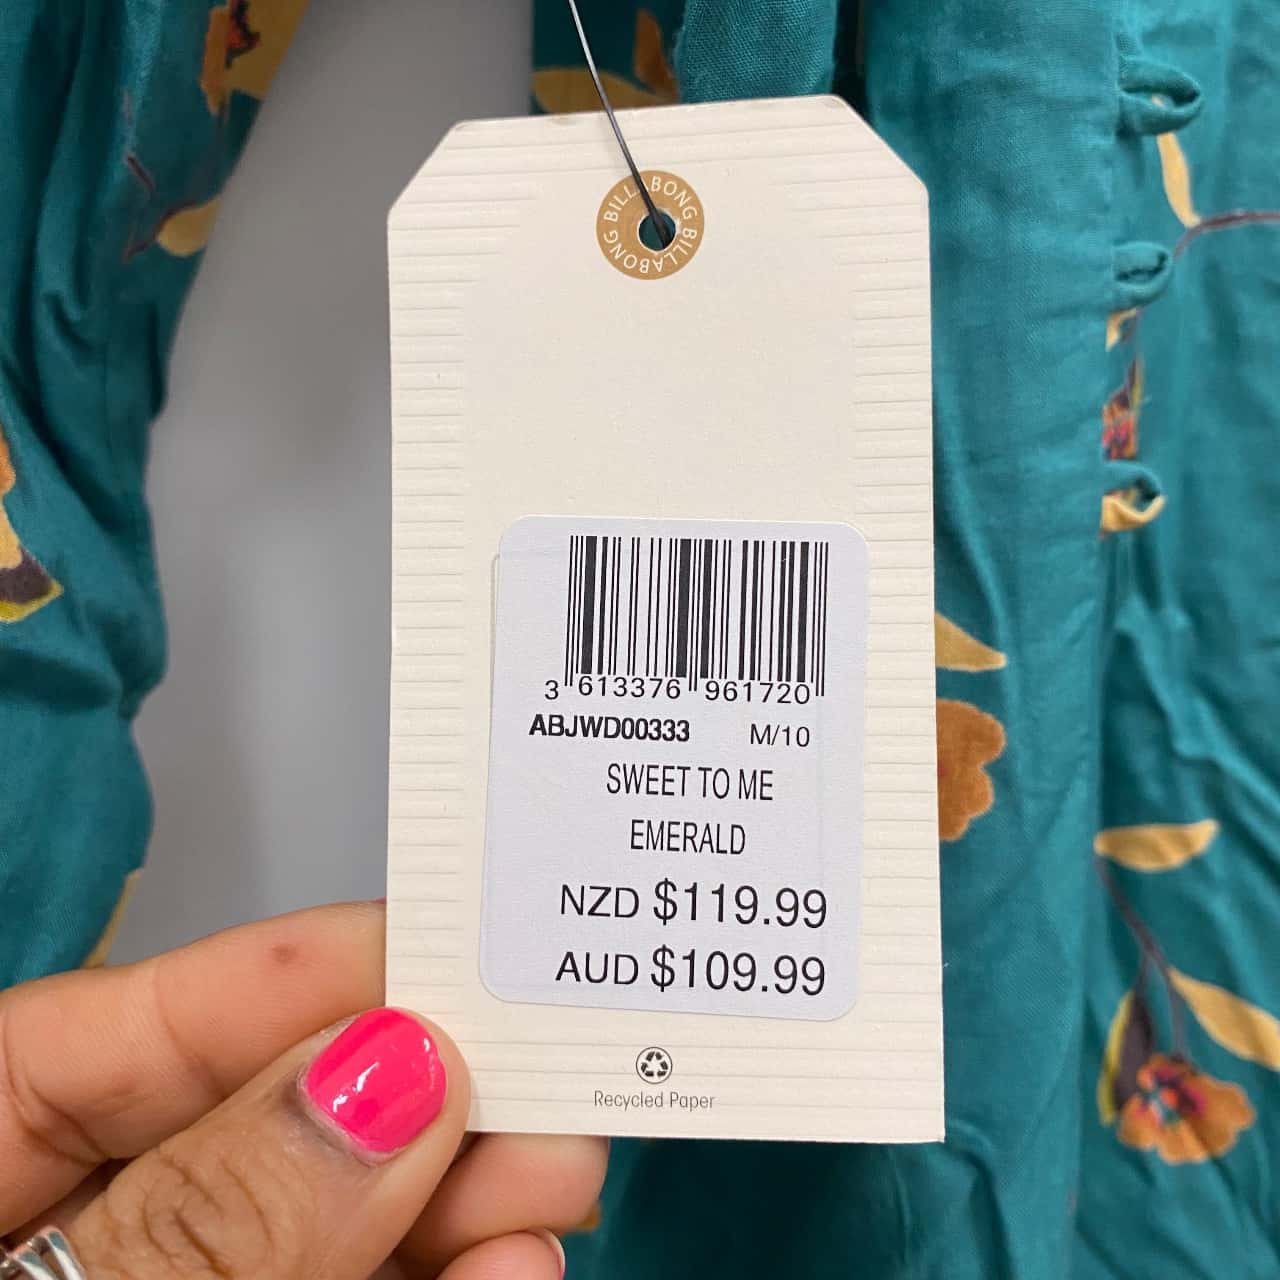 BILLABONG BILLABONG
3 613376 961720
ABJWD00333 M/10
SWEET TO ME
EMERALD
NZD $119.99
AUD $109.99
Recycled Paper